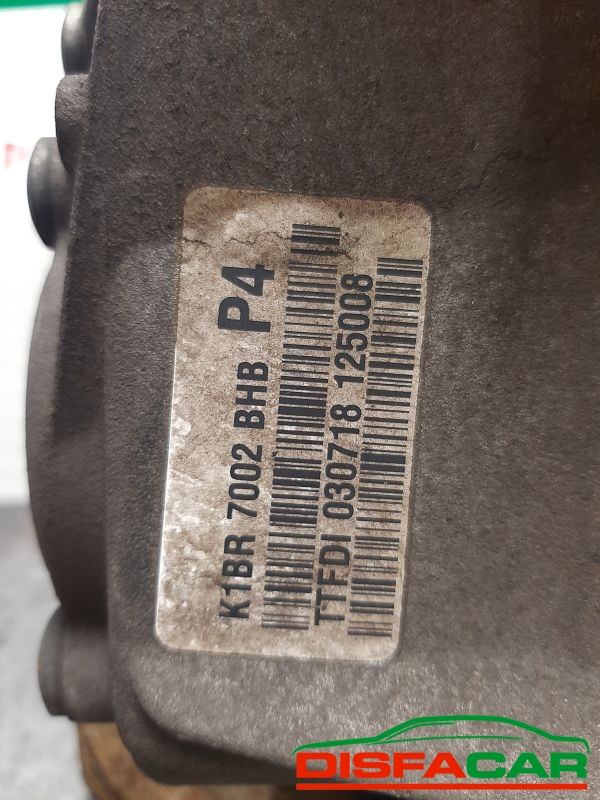 K1BR 7002 BHB P4
TTFDI 030718 125008
DISFACAR